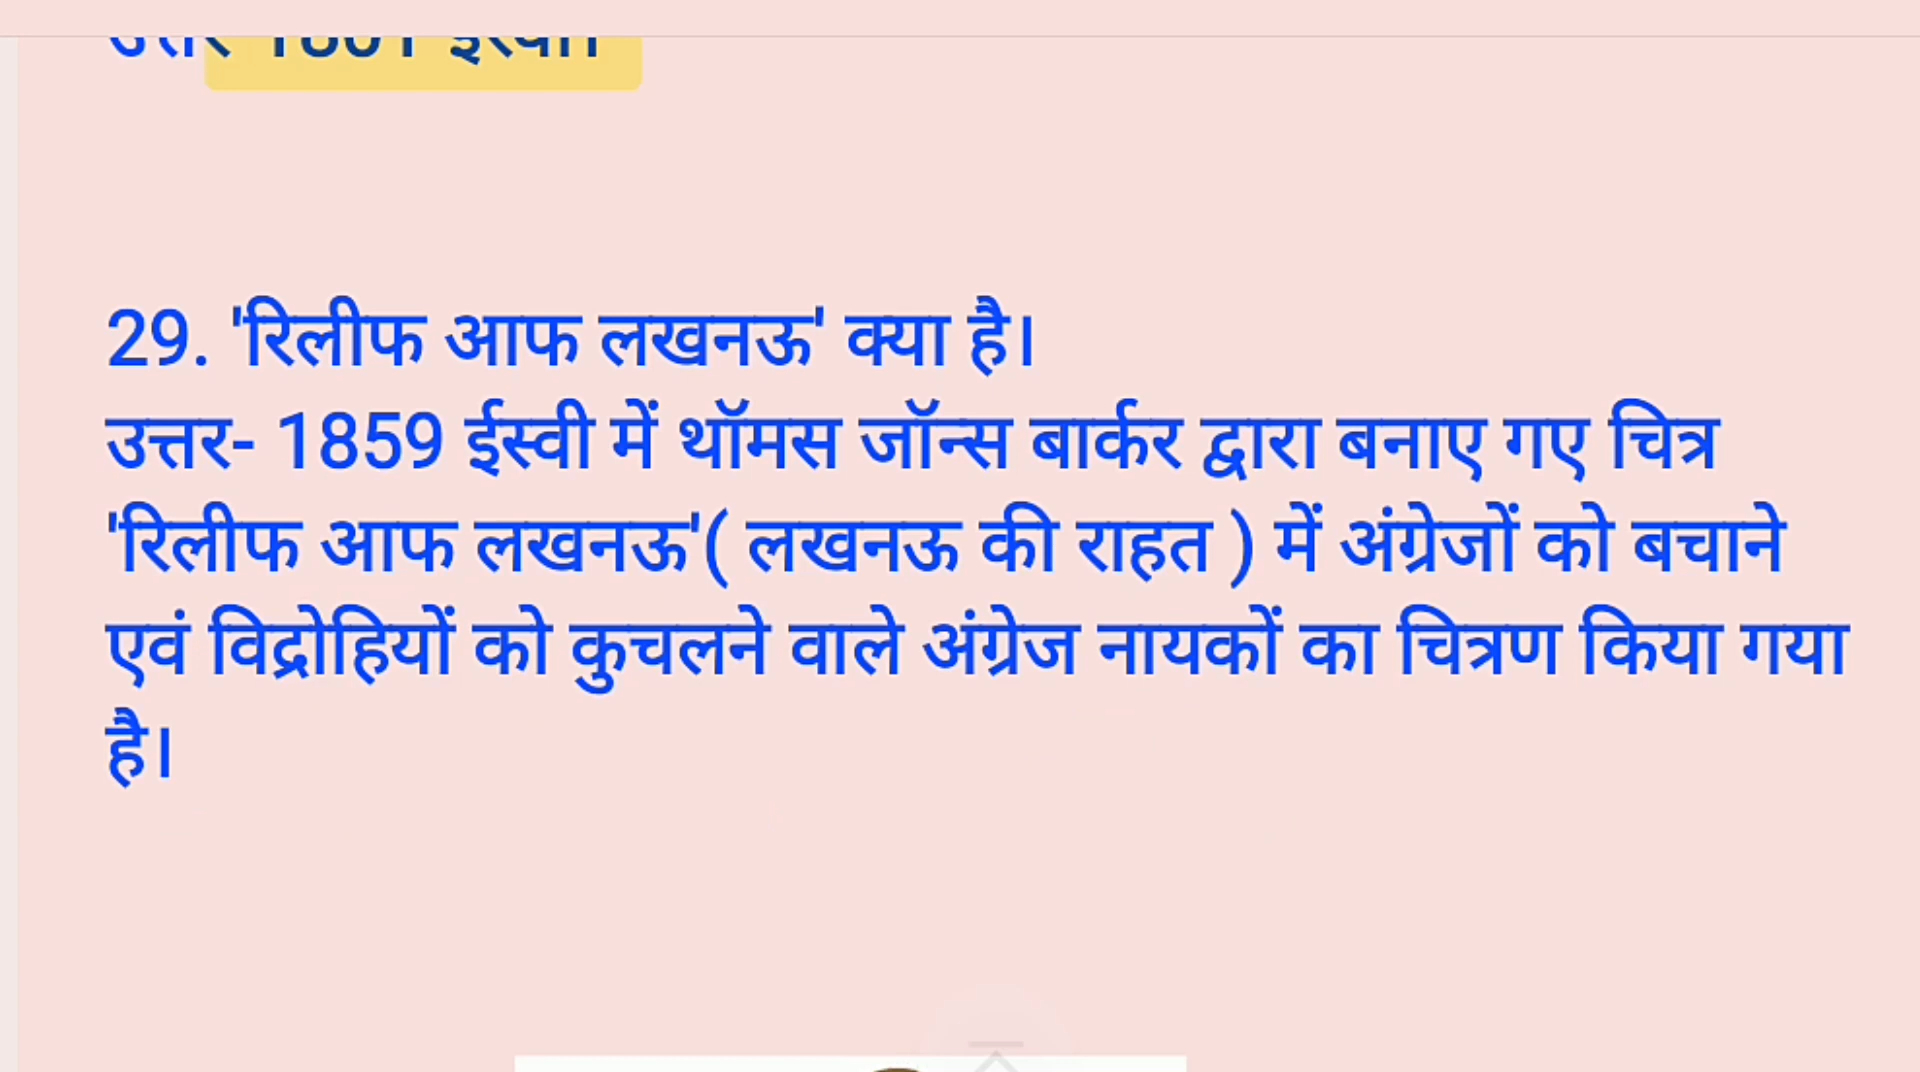 29. 'रिलीफ आफ लखनऊ' क्या है।
उत्तर- 1859 ईस्वी में थॉमस जॉन्स बार्कर द्वारा बनाए गए चित्र
'रिलीफ आफ लखनऊ'( लखनऊ की राहत ) में अंग्रेजों को बचाने
एवं विद्रोहियों को कुचलने वाले अंग्रेज नायकों का चित्रण किया गया
है।